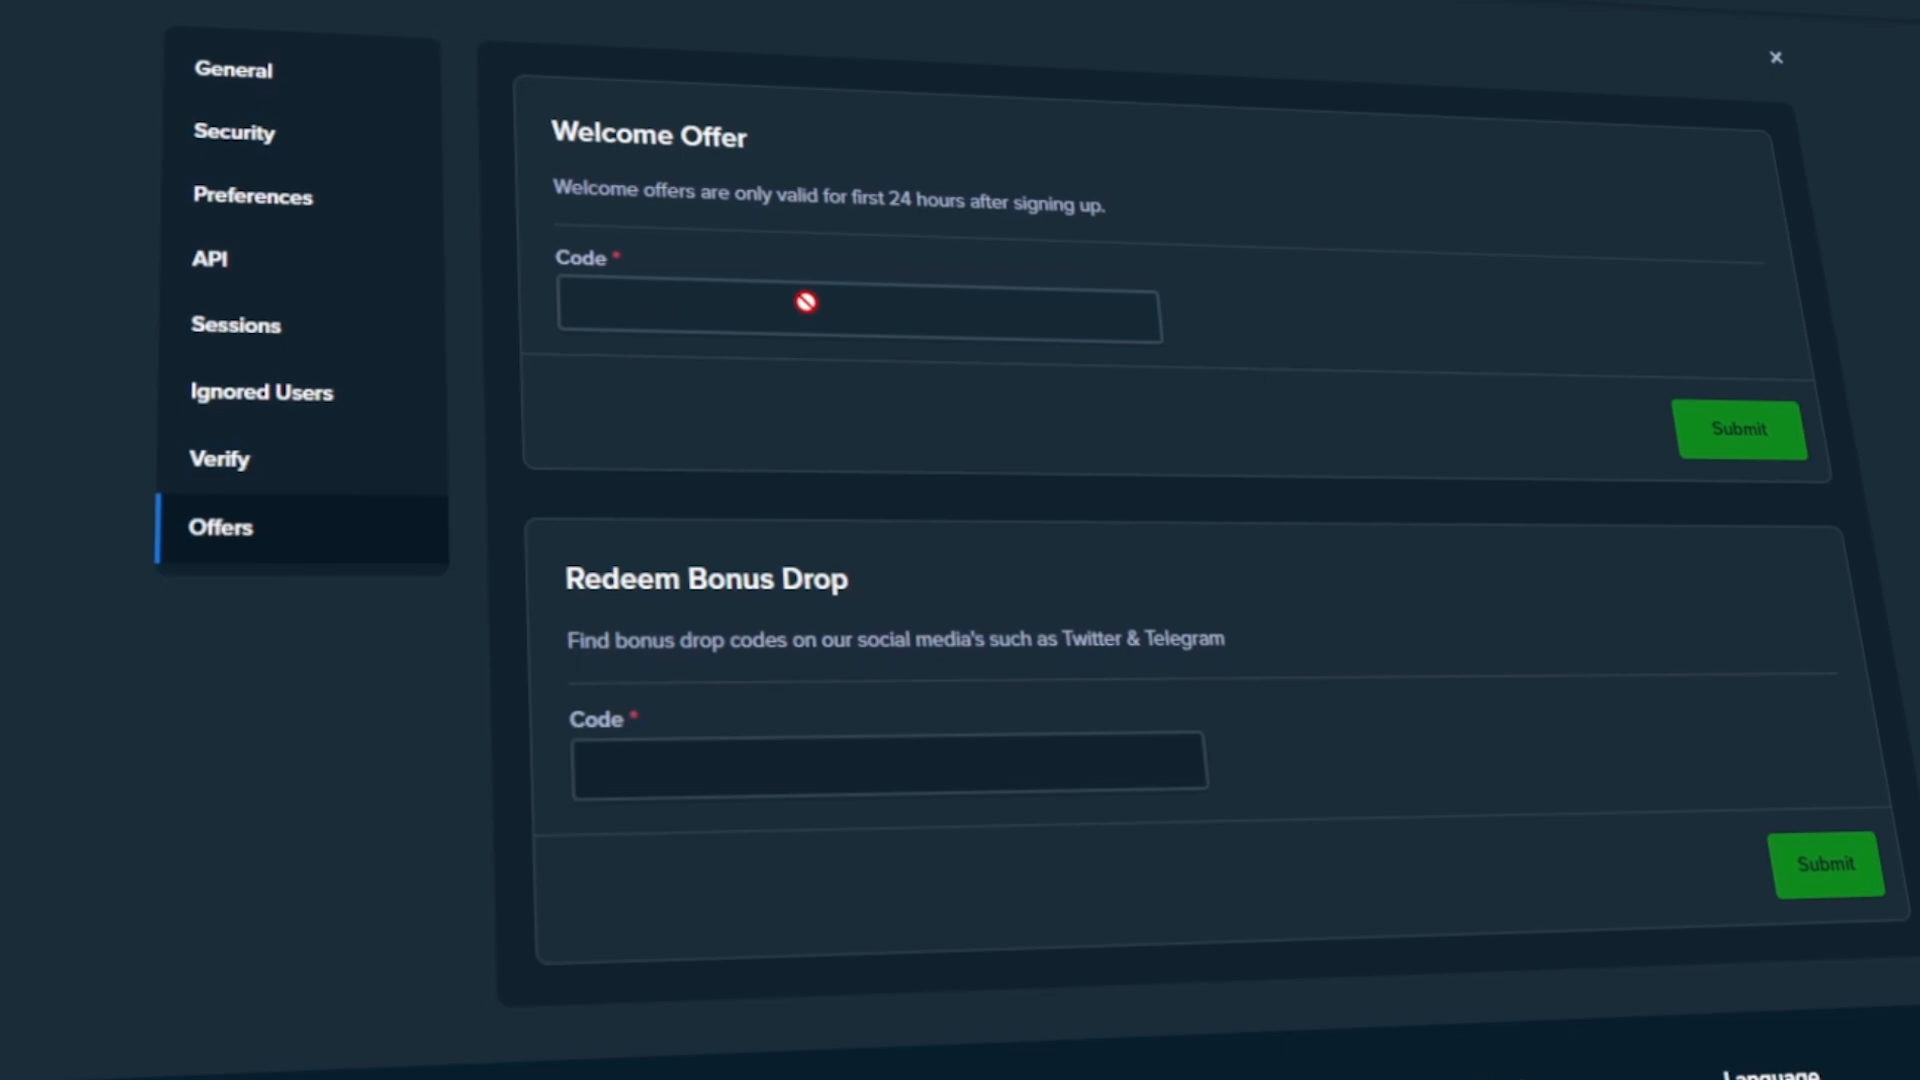 General
Security
Preferences
API
Sessions
Ignored Users
Verify
Offers
×
Welcome Offer
Welcome offers are only valid for first 24 hours after signing up.
Code *
Submit
Redeem Bonus Drop
Find bonus drop codes on our social media's such as Twitter & Telegram
Code *
Submit
Language